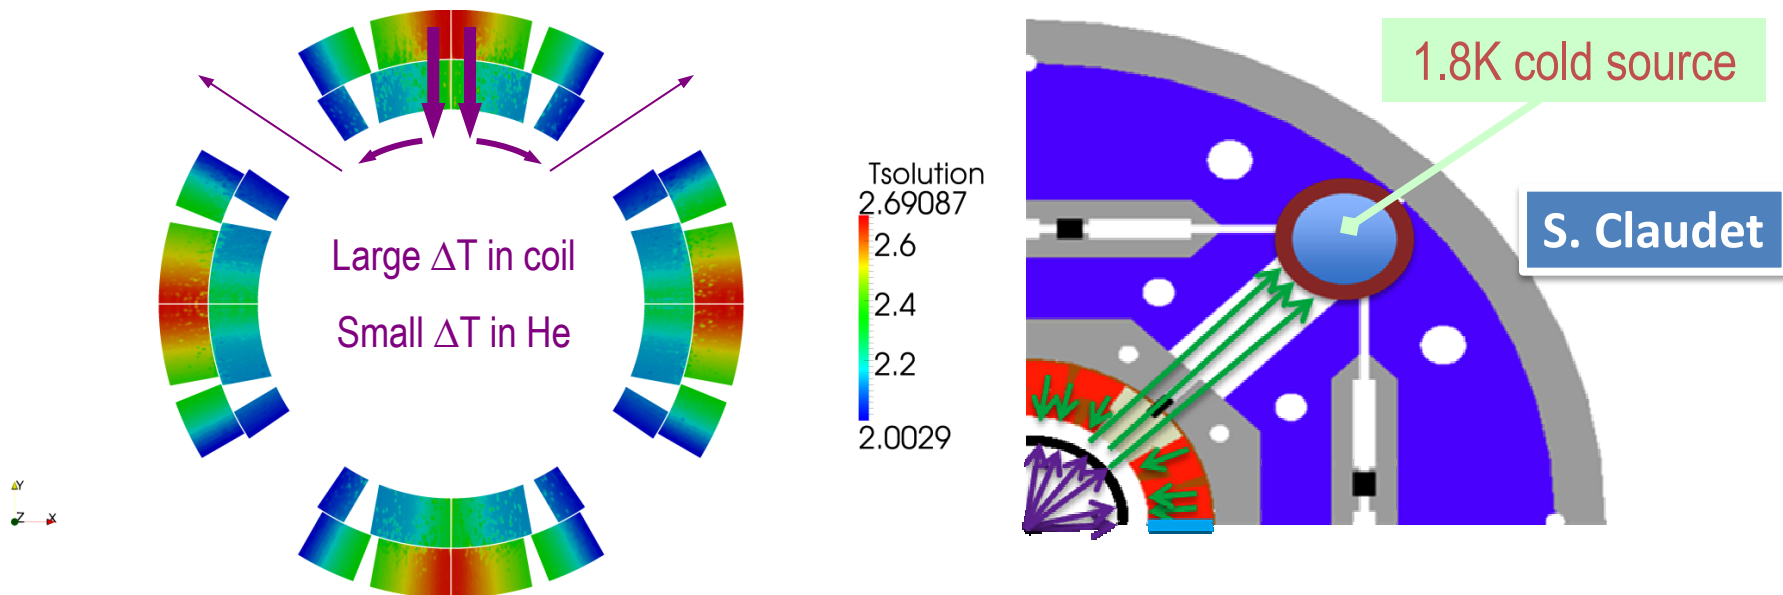 Large ΔT in coil
Small ΔT in He
Tsolution
2.69087
2.6
2.4
2.2
2.0029
Y
Z X
1.8K cold source
S. Claudet